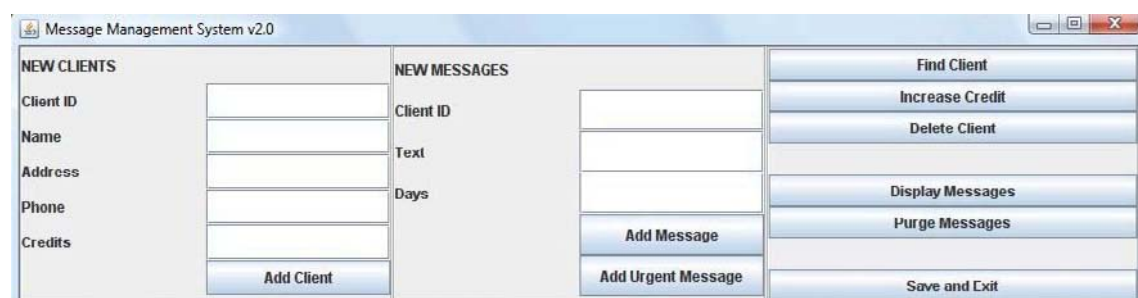 Message Management System v2.0
NEW CLIENTS
Client ID
Name
Address
Phone
Credits
Add Client
NEW MESSAGES
Client ID
Text
Days
Add Message
Add Urgent Message
Find Client
Increase Credit
Delete Client
Display Messages
Purge Messages
Save and Exit